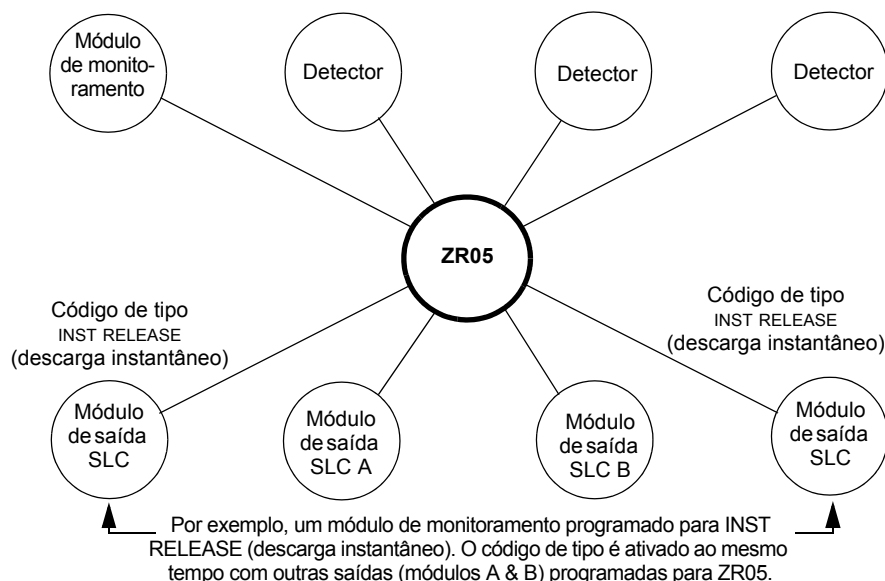 Módulo
de monito-
ramento
Detector
Detector
Detector
ZR05
Código de tipo
INST RELEASE
(descarga instantâneo)
Código de tipo
INST RELEASE
(descarga instantâneo)
Módulo
de saída
SLC
Módulo
de saída
SLC A
Módulo
de saída
SLC B
Módulo
de saída
SLC
Por exemplo, um módulo de monitoramento programado para INST
RELEASE (descarga instantâneo). O código de tipo é ativado ao mesmo
tempo com outras saídas (módulos A & B) programadas para ZR05.